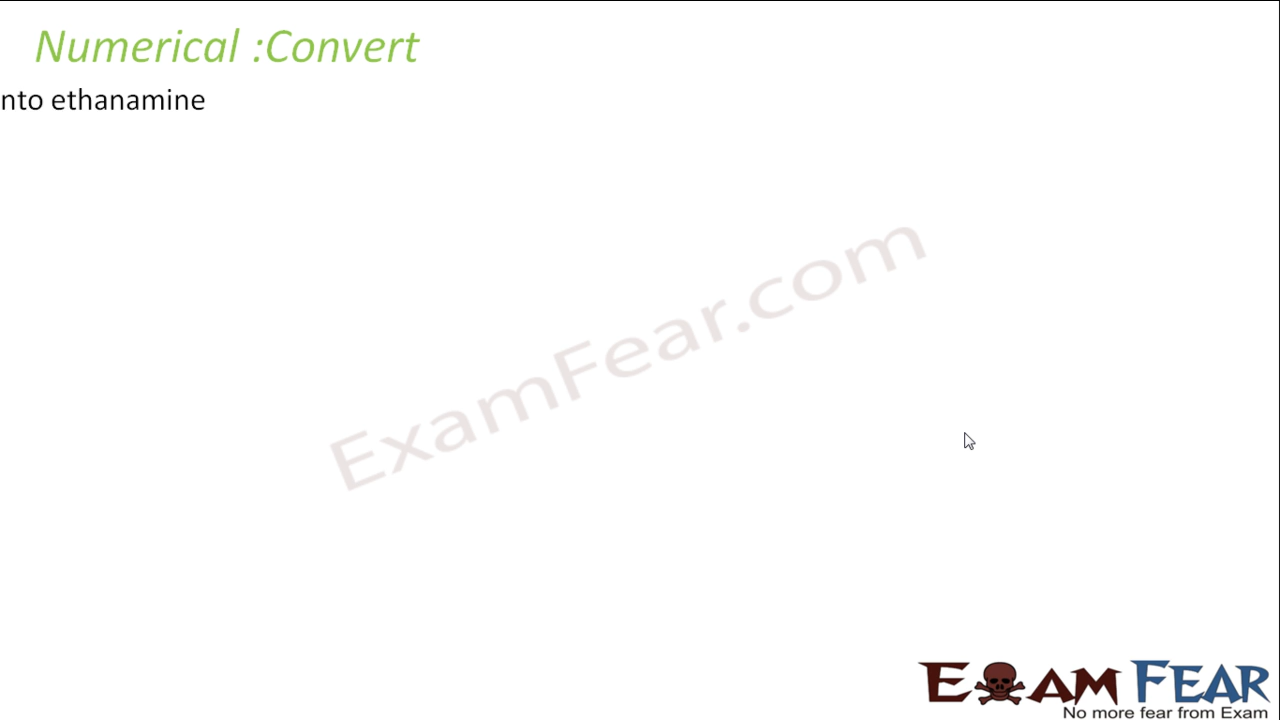 Numerical :Convert
nto ethanamine
ExamFear.com
EXAM FEAR
No more fear from Exam